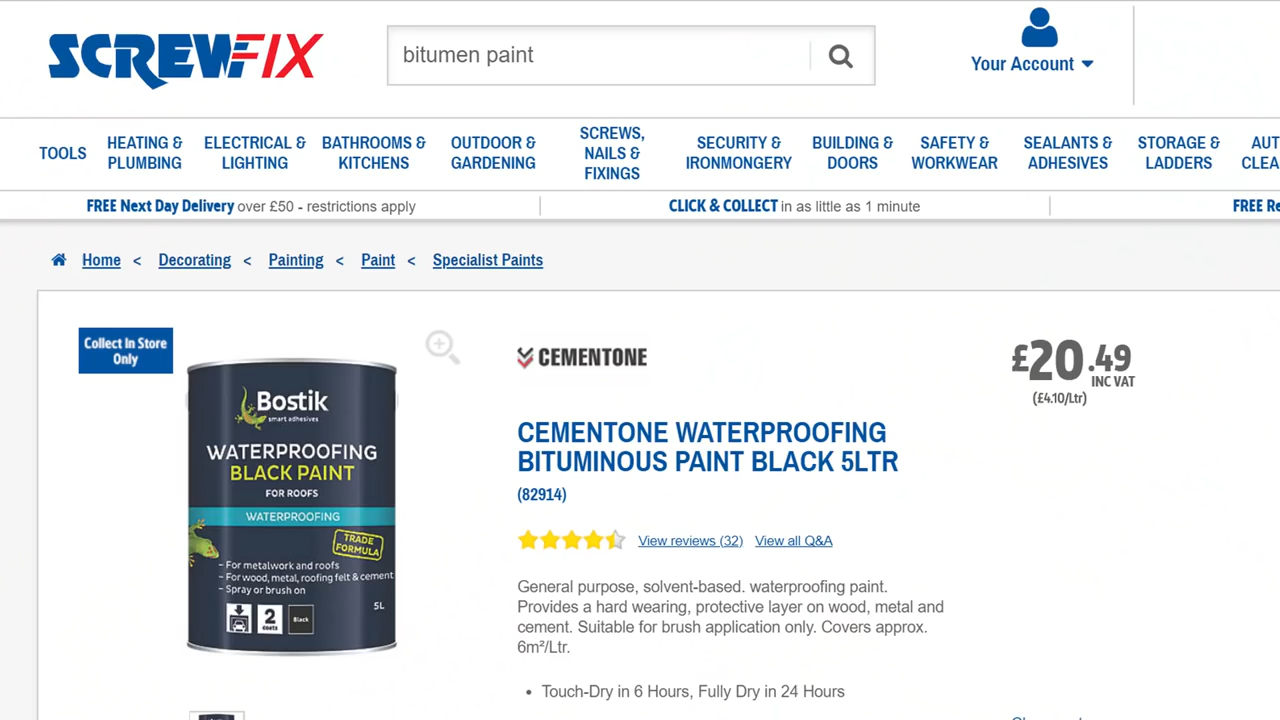 SCREWFIX
bitumen paint
Your Account
TOOLS
HEATING &
PLUMBING
ELECTRICAL &
LIGHTING
BATHROOMS &
KITCHENS
OUTDOOR &
GARDENING
SCREWS,
NAILS &
FIXINGS
SECURITY &
IRONMONGERY
BUILDING &
DOORS
SAFETY &
WORKWEAR
SEALANTS &
ADHESIVES
STORAGE &
LADDERS
AUT
CLEA
FREE Next Day Delivery over £50 - restrictions apply
CLICK & COLLECT in as little as 1 minute
FREE Re
Home < Decorating < Painting < Paint < Specialist Paints
Collect In Store
Only
Bostik
smart adhesives
WATERPROOFING
BLACK PAINT
FOR ROOFS
WATERPROOFING
TRADE
FORMULA
– For metalwork and roofs
– For wood, metal, roofing felt & cement
– Spray or brush on
5L
2
coats
Black
CEMENTONE
£20.49
INC VAT
(£4.10/Ltr)
CEMENTONE WATERPROOFING
BITUMINOUS PAINT BLACK 5LTR
(82914)
View reviews (32) View all Q&A
General purpose, solvent-based. waterproofing paint.
Provides a hard wearing, protective layer on wood, metal and
cement. Suitable for brush application only. Covers approx.
6m²/Ltr.
• Touch-Dry in 6 Hours, Fully Dry in 24 Hours